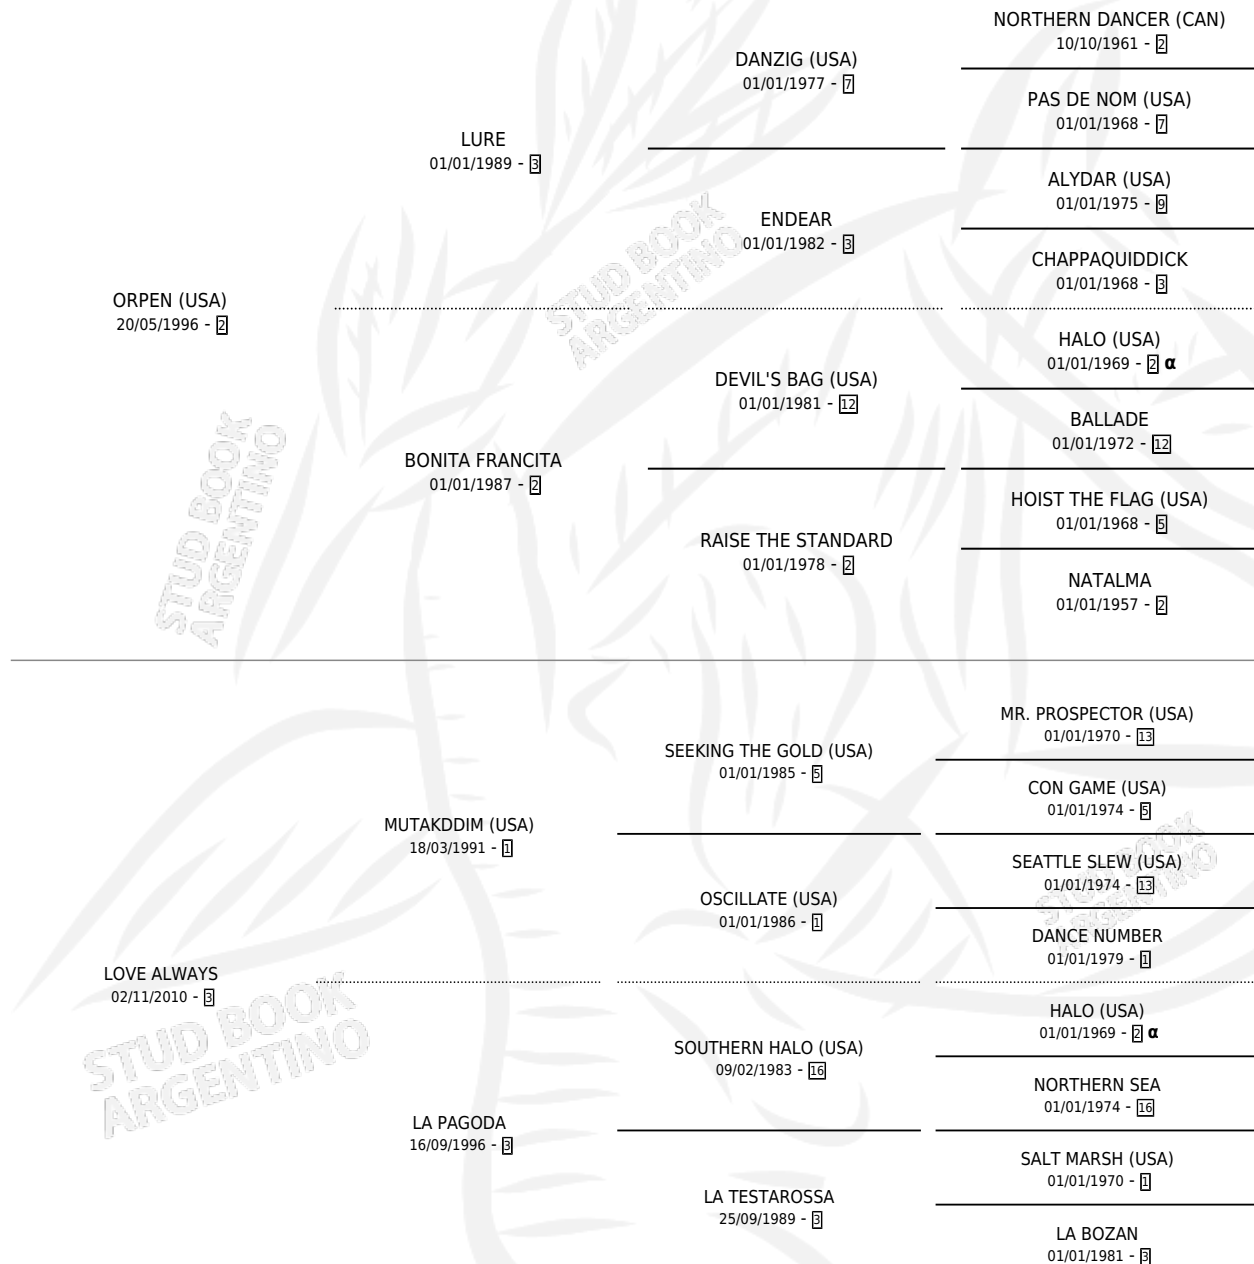 NORTHERN DANCER (CAN)
10/10/1961 - 2
DANZIG (USA)
01/01/1977 - 7
PAS DE NOM (USA)
01/01/1968 - 7
LURE
01/01/1989 - 3
ALYDAR (USA)
01/01/1975 - 9
ENDEAR
01/01/1982 - 3
CHAPPAQUIDDICK
01/01/1968 - 3
ORPEN (USA)
20/05/1996 - 2
HALO (USA)
01/01/1969 - 2 α
DEVIL'S BAG (USA)
01/01/1981 - 12
BALLADE
01/01/1972 - 12
BONITA FRANCITA
01/01/1987 - 2
HOIST THE FLAG (USA)
01/01/1968 - 5
RAISE THE STANDARD
01/01/1978 - 2
NATALMA
01/01/1957 - 2
MR. PROSPECTOR (USA)
01/01/1970 - 13
SEEKING THE GOLD (USA)
01/01/1985 - 5
CON GAME (USA)
01/01/1974 - 5
MUTAKDDIM (USA)
18/03/1991 - 1
SEATTLE SLEW (USA)
01/01/1974 - 13
OSCILLATE (USA)
01/01/1986 - 1
DANCE NUMBER
01/01/1979 - 1
LOVE ALWAYS
02/11/2010 - 3
HALO (USA)
01/01/1969 - 2 α
SOUTHERN HALO (USA)
09/02/1983 - 16
NORTHERN SEA
01/01/1974 - 16
LA PAGODA
16/09/1996 - 3
SALT MARSH (USA)
01/01/1970 - 1
LA TESTAROSSA
25/09/1989 - 3
LA BOZAN
01/01/1981 - 3
STUD BOOK
ARGENTINO
STUD BOOK
ARGENTINO
STUD BOOK
ARGENTINO
STUD BOOK
ARGENTINO